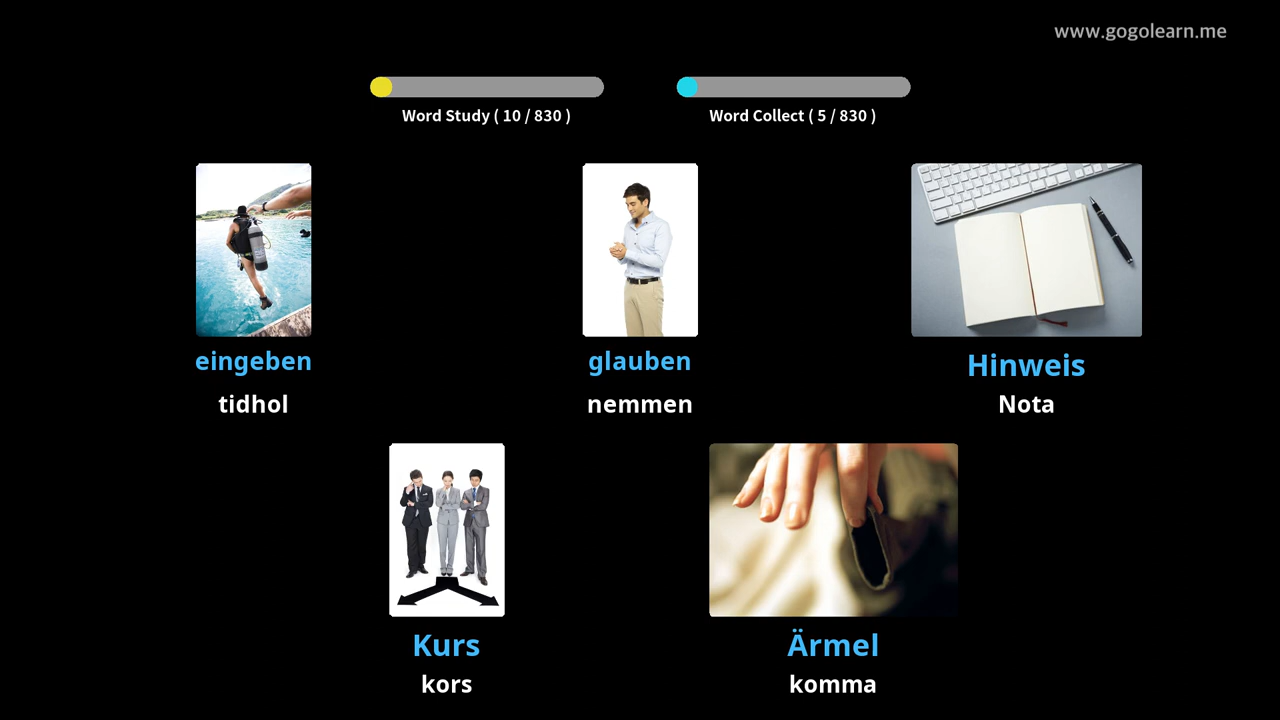 www.gogolearn.me
Word Study ( 10 / 830 )
Word Collect ( 5 / 830 )
eingeben
tidhol
glauben
nemmen
Hinweis
Nota
Kurs
kors
Ärmel
komma